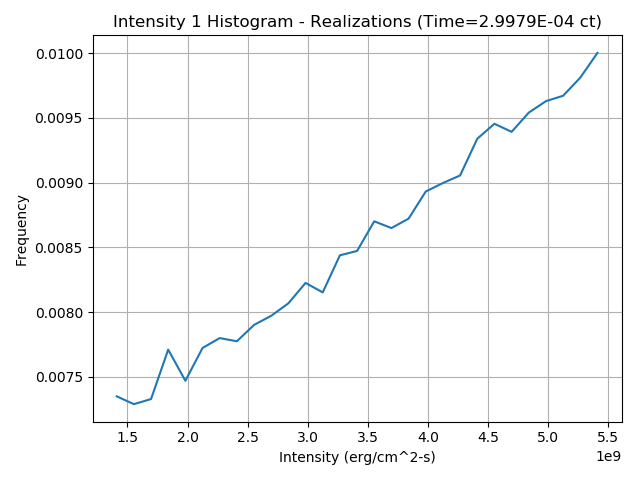 Intensity 1 Histogram - Realizations (Time=2.9979E-04 ct)
0.0100
0.0095
0.0090
0.0085
0.0080
0.0075
Frequency
1.5 2.0 2.5 3.0 3.5 4.0 4.5 5.0 5.5
1e9
Intensity (erg/cm^2-s)